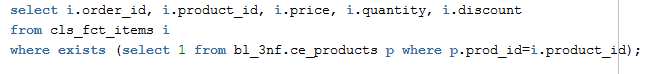 select i.order_id, i.product_id, i.price, i.quantity, i.discount
from cls_fct_items i
where exists (select 1 from bl_3nf.ce_products p where p.prod_id=i.product_id);